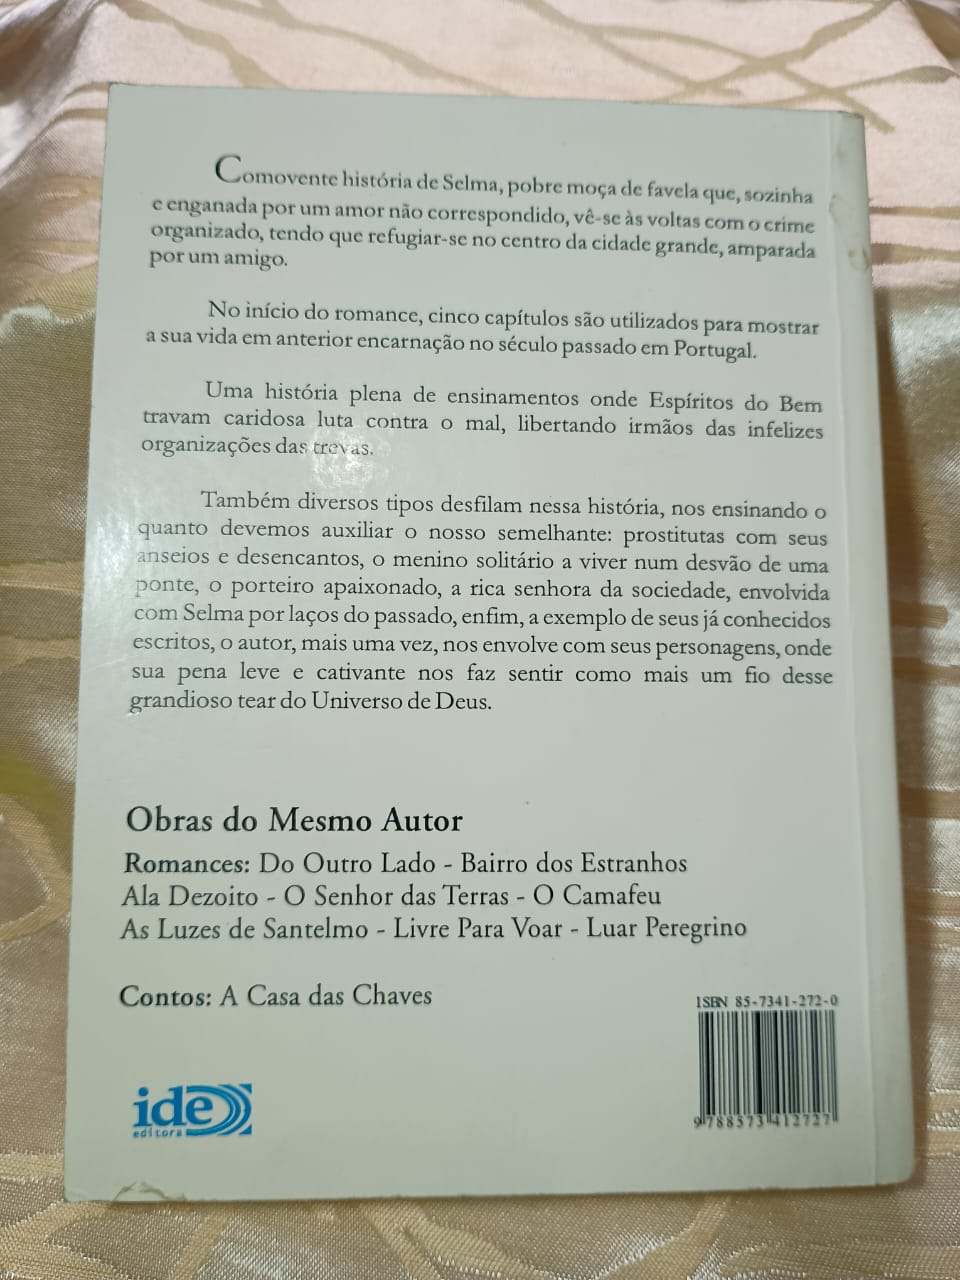 Comovente história de Selma, pobre moça de favela que, sozinha
e enganada por um amor não correspondido, vê-se às voltas com o crime
organizado, tendo que refugiar-se no centro da cidade grande, amparada
por um amigo.
No início do romance, cinco capítulos são utilizados para mostrar
a sua vida em anterior encarnação no século passado em Portugal.
Uma história plena de ensinamentos onde Espíritos do Bem
travam caridosa luta contra o mal, libertando irmãos das infelizes
organizações das trevas.
Também diversos tipos desfilam nessa história, nos ensinando o
quanto devemos auxiliar o nosso semelhante: prostitutas com seus
anseios e desencantos, o menino solitário a viver num desvão de uma
ponte, o porteiro apaixonado, a rica senhora da sociedade, envolvida
com Selma por laços do passado, enfim, a exemplo de seus já conhecidos
escritos, o autor, mais uma vez, nos envolve com seus personagens, onde
sua pena leve e cativante nos faz sentir como mais um fio desse
grandioso tear do Universo de Deus.
Obras do Mesmo Autor
Romances: Do Outro Lado - Bairro dos Estranhos
Ala Dezoito - O Senhor das Terras - O Camafeu
As Luzes de Santelmo - Livre Para Voar - Luar Peregrino
Contos: A Casa das Chaves
ISBN 85-7341-272-0
9 788573 412727
ide
editora